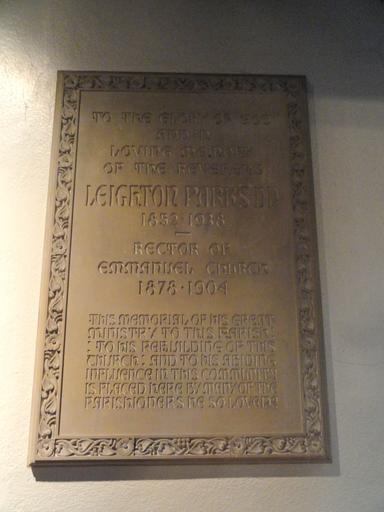 TO THE GLORY OF GOD
AND IN
LOVING MEMORY
OF THE REVEREND
LEIGHTON PARKS D.D.
1852 · 1938
RECTOR OF
EMMANUEL CHURCH
1878 · 1904
THIS MEMORIAL OF HIS GREAT
MINISTRY TO THIS PARISH :
: TO HIS REBUILDING OF THIS
CHURCH : AND TO HIS ABIDING
INFLUENCE IN THIS COMMUNITY
IS PLACED HERE BY MANY OF THE
PARISHIONERS HE SO LOVED